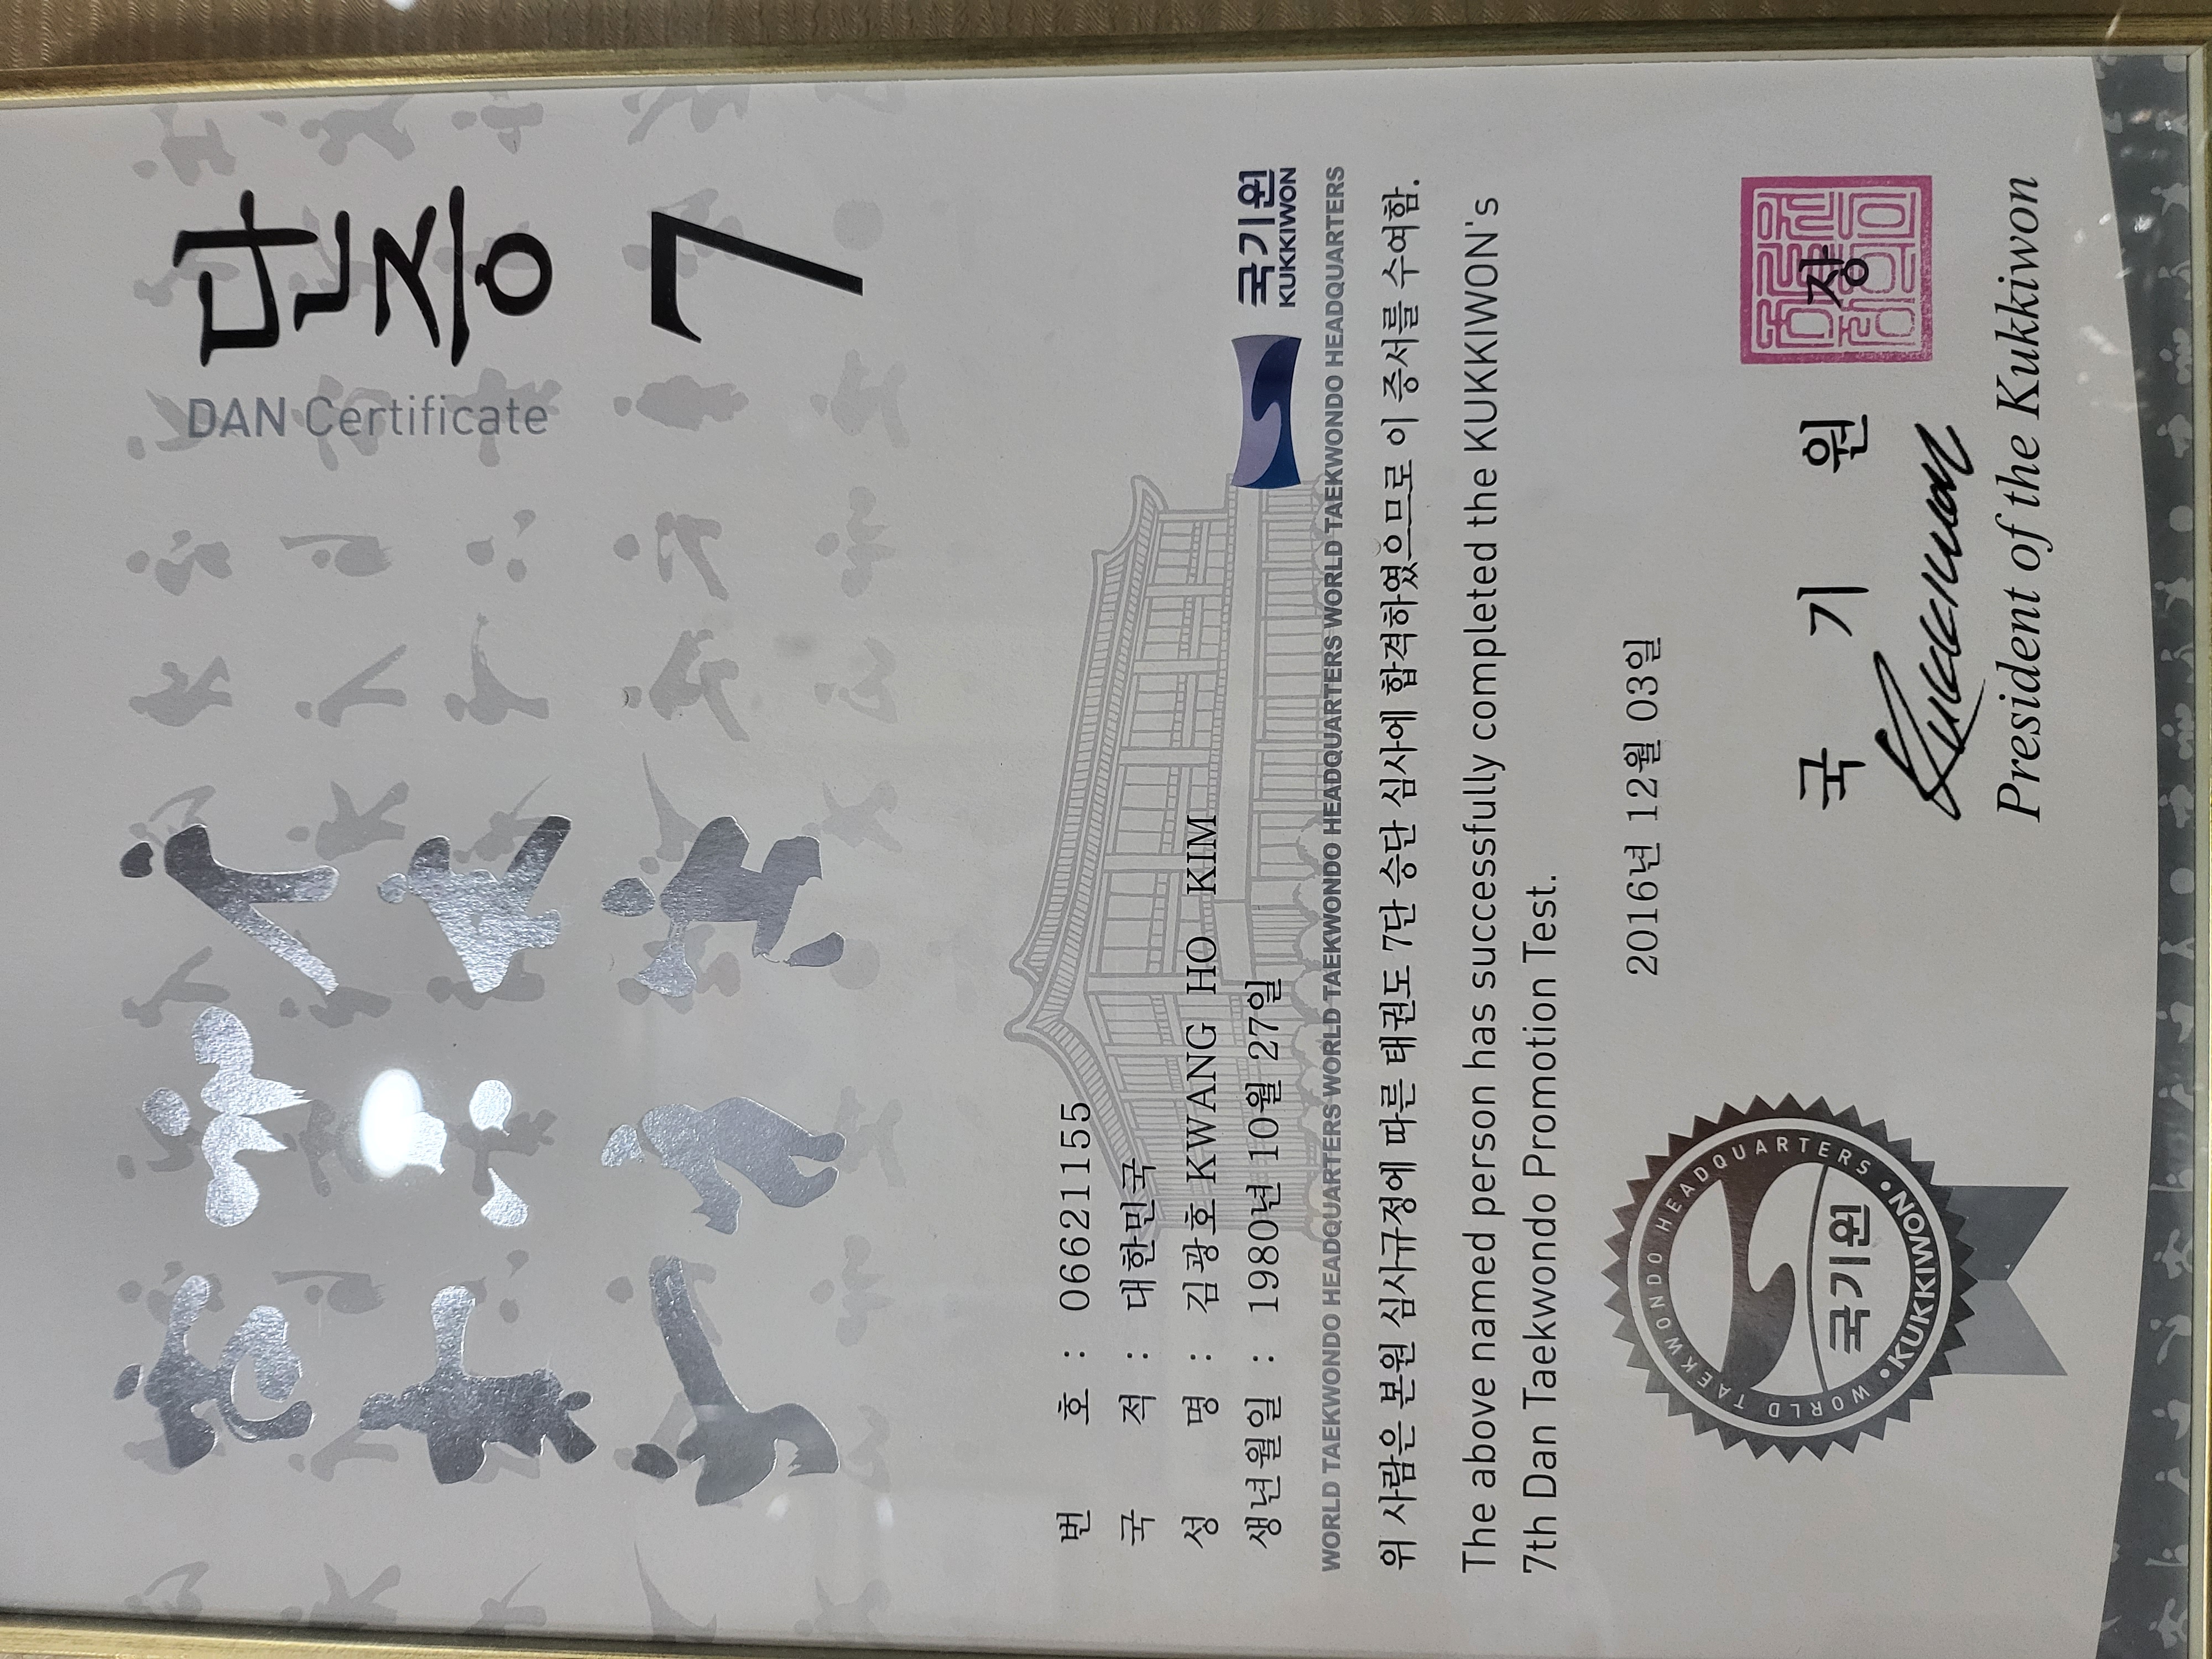 단증
DAN Certificate
7
번 호 : 06621155
국 적 : 대한민국
성 명 : 김광호 KWANG HO KIM
생년월일 : 1980년 10월 27일
국기원
KUKKIWON
WORLD TAEKWONDO HEADQUARTERS WORLD TAEKWONDO HEADQUARTERS WORLD TAEKWONDO HEADQUARTERS WORLD TAEKWONDO HEADQUARTERS WORLD TAEKWONDO HEADQUARTERS
위 사람은 본원 심사규정에 따른 태권도 7단 승단 심사에 합격하였으므로 이 증서를 수여함.
The above named person has successfully completed the KUKKIWON's
7th Dan Taekwondo Promotion Test.
2016년 12월 03일
국 기 원 장
President of the Kukkiwon
WORLD TAEKWONDO HEADQUARTERS
국기원
•KUKKIWON•